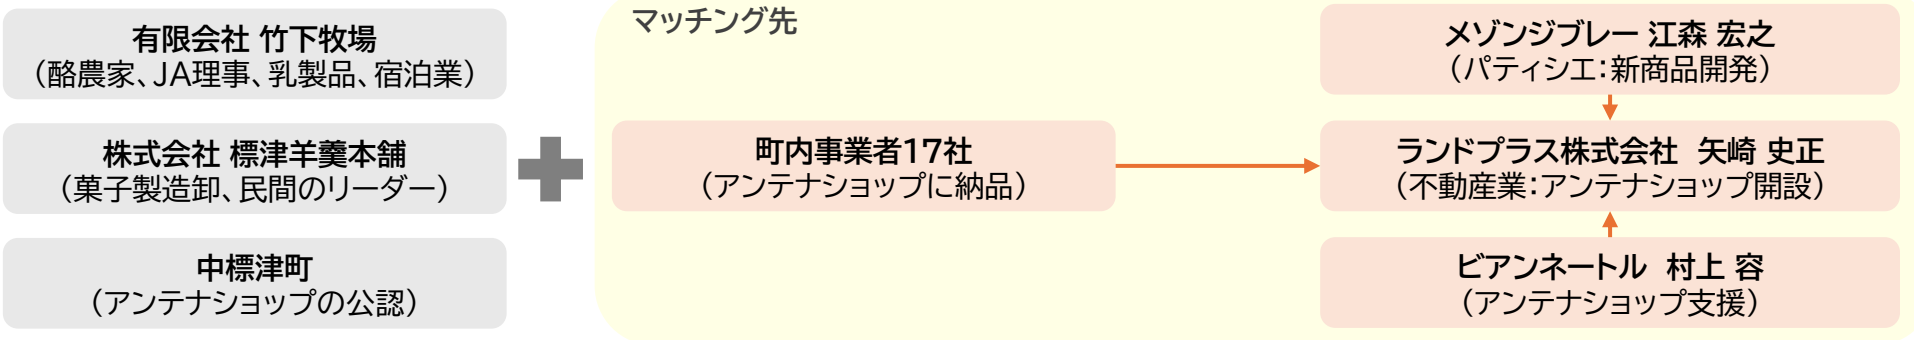 有限会社 竹下牧場
（酪農家、JA理事、乳製品、宿泊業）
株式会社 標津羊羹本舗
（菓子製造卸、民間のリーダー）
中標津町
（アンテナショップの公認）
マッチング先
町内事業者17社
（アンテナショップに納品）
メゾンジブレー 江森 宏之
（パティシエ：新商品開発）
ランドプラス株式会社 矢崎 史正
（不動産業：アンテナショップ開設）
ビアンネートル 村上 容
（アンテナショップ支援）